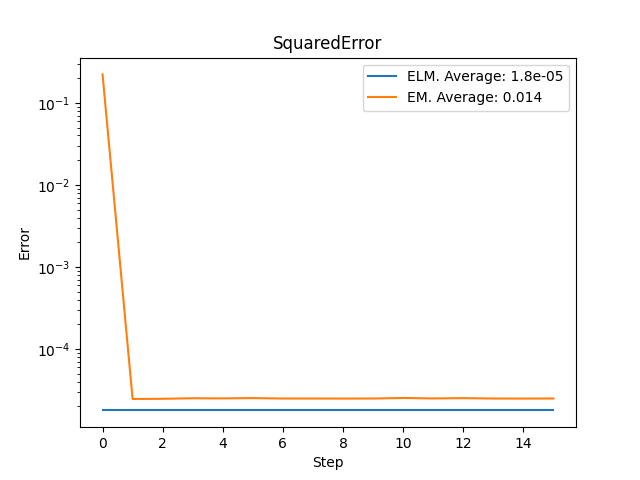 SquaredError
ELM. Average: 1.8e-05
EM. Average: 0.014
Error
10⁻¹
10⁻²
10⁻³
10⁻⁴
0 2 4 6 8 10 12 14
Step